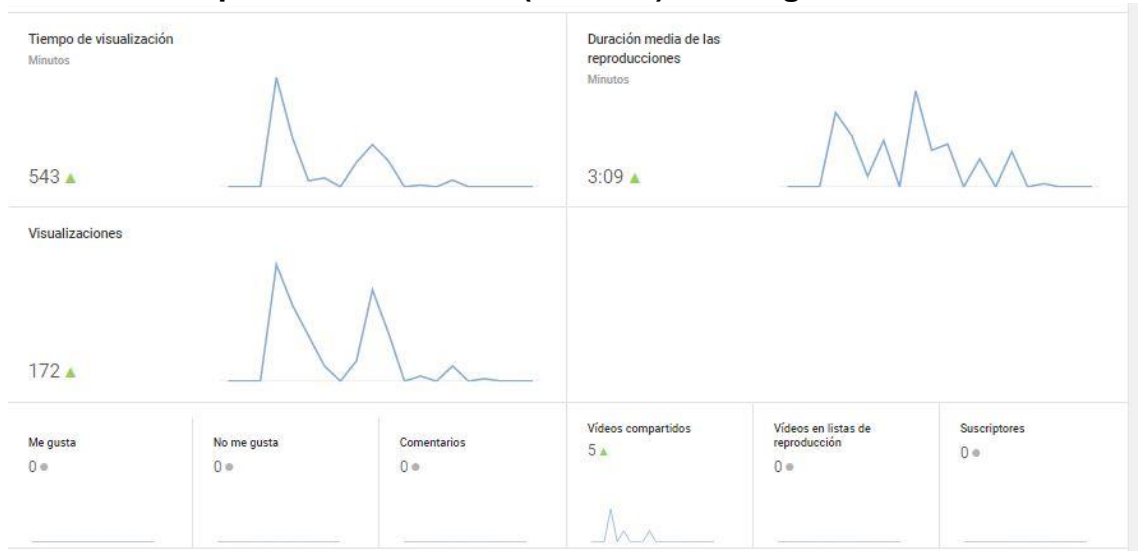 Tiempo de visualización
Minutos
543
Duración media de las
reproducciones
Minutos
3:09
Visualizaciones
172
Me gusta
0
No me gusta
0
Comentarios
0
Vídeos compartidos
5
Vídeos en listas de
reproducción
0
Suscriptores
0